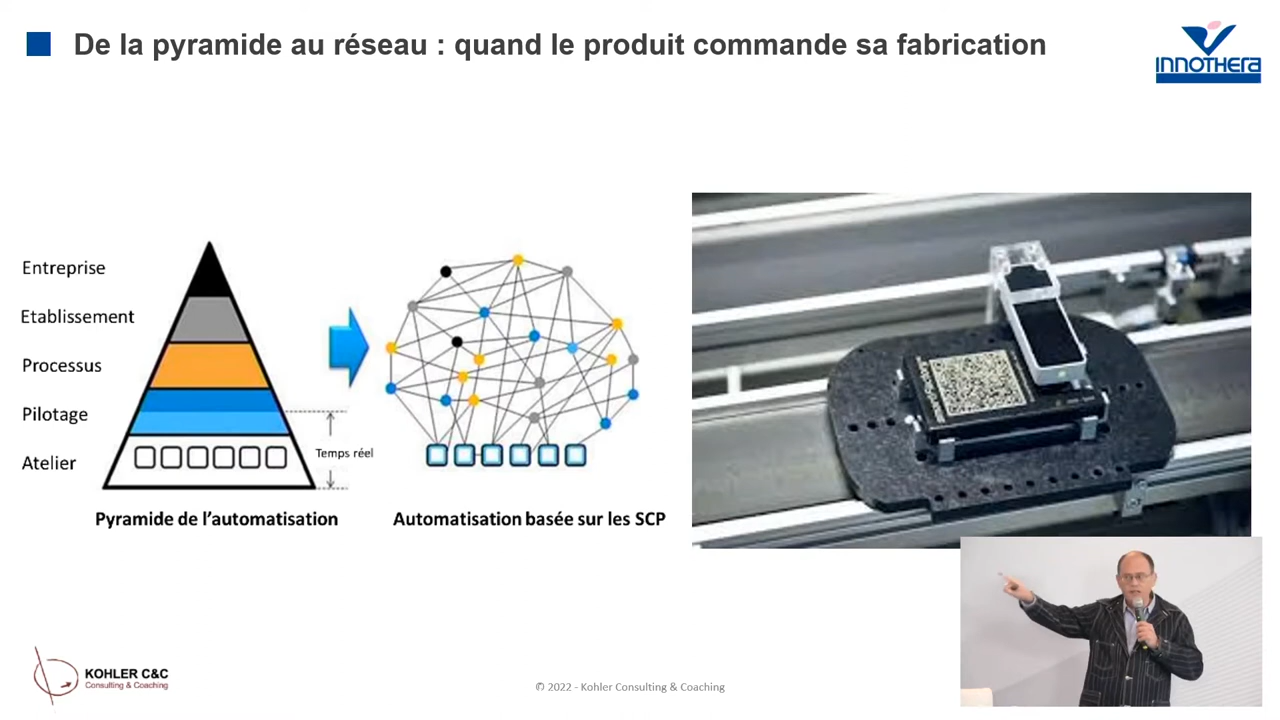 De la pyramide au réseau : quand le produit commande sa fabrication
INNOTHERA
Entreprise
Etablissement
Processus
Pilotage
Atelier
Temps réel
Pyramide de l'automatisation
Automatisation basée sur les SCP
KOHLER C&C
Consulting & Coaching
© 2022 - Kohler Consulting & Coaching